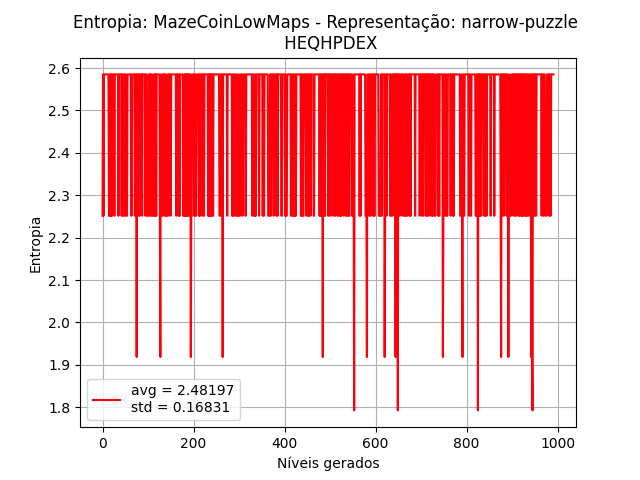 Entropia: MazeCoinLowMaps - Representação: narrow-puzzle
HEQHPDEX
2.6
2.5
2.4
2.3
2.2
2.1
2.0
1.9
1.8
Entropia
avg = 2.48197
std = 0.16831
0 200 400 600 800 1000
Níveis gerados